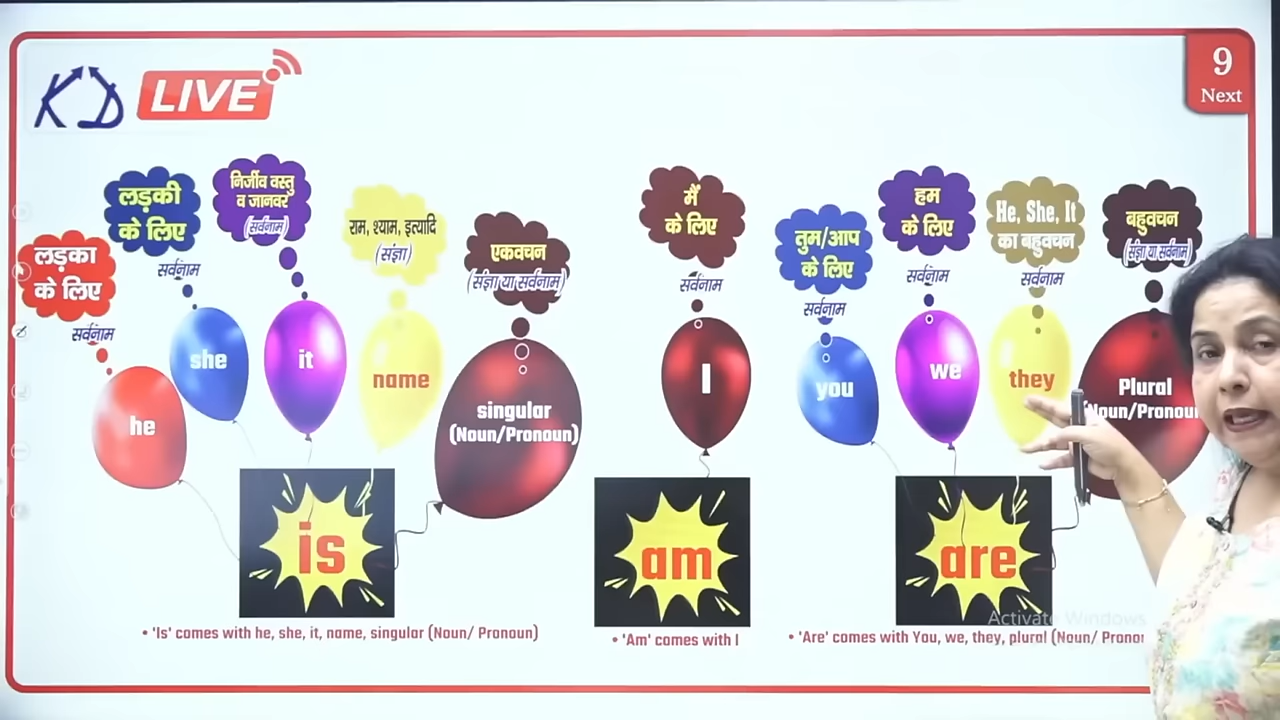 KD LIVE
9
Next
लड़का
के लिए
सर्वनाम
he
लड़की
के लिए
सर्वनाम
she
निर्जीव वस्तु
व जानवर
(सर्वनाम)
it
राम, श्याम, इत्यादि
(संज्ञा)
name
एकवचन
(संज्ञा या सर्वनाम)
singular
(Noun/Pronoun)
is
• 'Is' comes with he, she, it, name, singular (Noun/ Pronoun)
मैं
के लिए
सर्वनाम
I
am
• 'Am' comes with I
तुम/आप
के लिए
सर्वनाम
you
हम
के लिए
सर्वनाम
we
He, She, It
का बहुवचन
सर्वनाम
they
बहुवचन
(संज्ञा या सर्वनाम)
Plural
Noun/Pronoun
are
• 'Are' comes with You, we, they, plural (Noun/ Pronou
Activate Windows